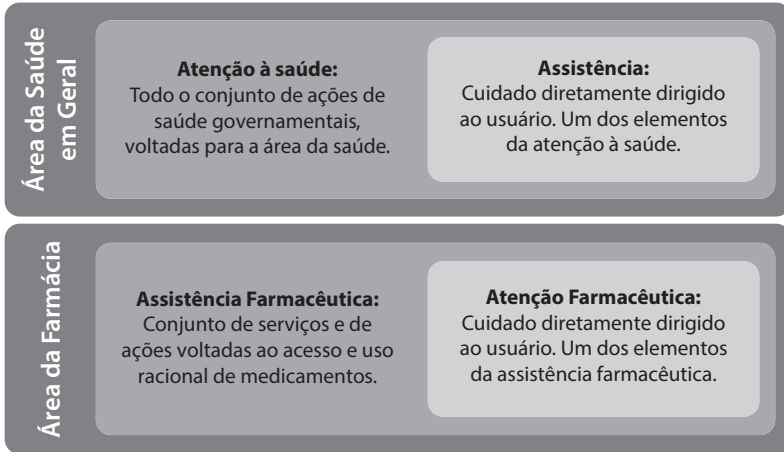 Área da Saúde
em Geral
Atenção à saúde:
Todo o conjunto de ações de
saúde governamentais,
voltadas para a área da saúde.
Assistência:
Cuidado diretamente dirigido
ao usuário. Um dos elementos
da atenção à saúde.
Área da Farmácia
Assistência Farmacêutica:
Conjunto de serviços e de
ações voltadas ao acesso e uso
racional de medicamentos.
Atenção Farmacêutica:
Cuidado diretamente dirigido
ao usuário. Um dos elementos
da assistência farmacêutica.